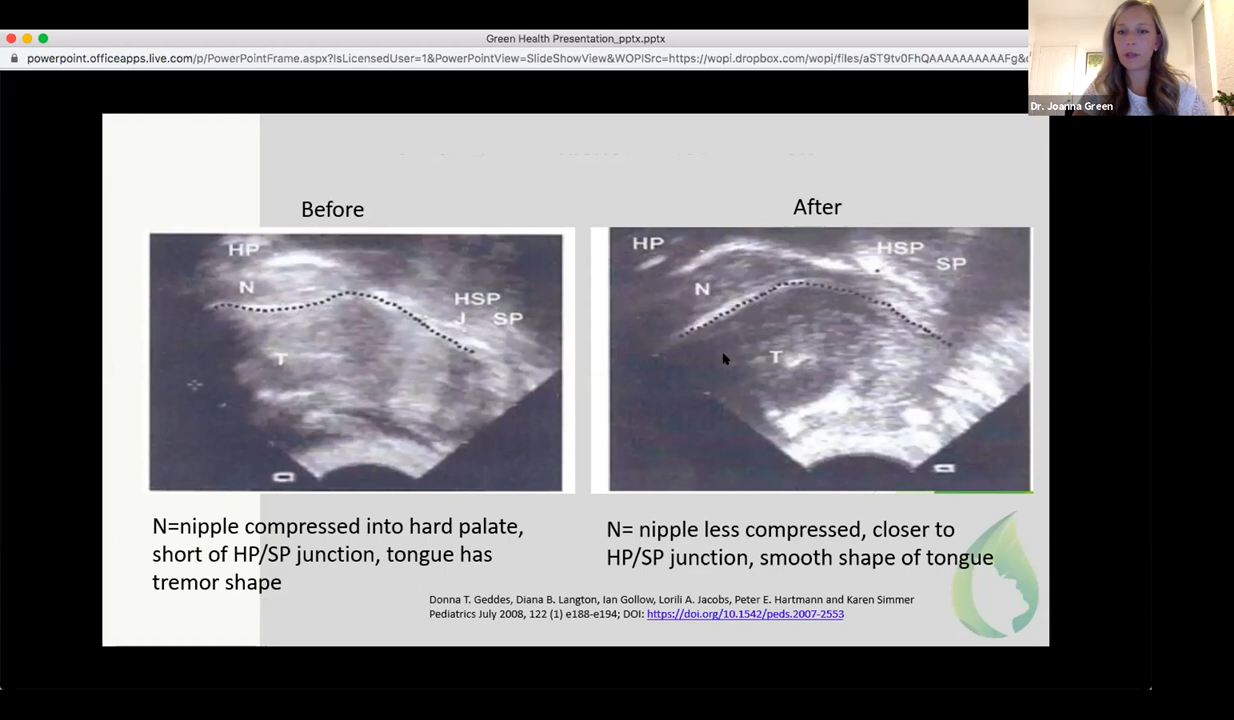 Green Health Presentation_pptx.pptx
powerpoint.officeapps.live.com/p/PowerPointFrame.aspx?IsLicensedUser=1&PowerPointView=SlideShowView&WOPISrc=https://wopi.dropbox.com/wopi/files/aST9tv0FhQAAAAAAAAAAFg&
Dr. Joanna Green
Before
After
HP
N
HSP
J SP
T
HP
HSP
SP
N
T
N=nipple compressed into hard palate,
short of HP/SP junction, tongue has
tremor shape
N= nipple less compressed, closer to
HP/SP junction, smooth shape of tongue
Donna T. Geddes, Diana B. Langton, Ian Gollow, Lorili A. Jacobs, Peter E. Hartmann and Karen Simmer
Pediatrics July 2008, 122 (1) e188-e194; DOI: https://doi.org/10.1542/peds.2007-2553